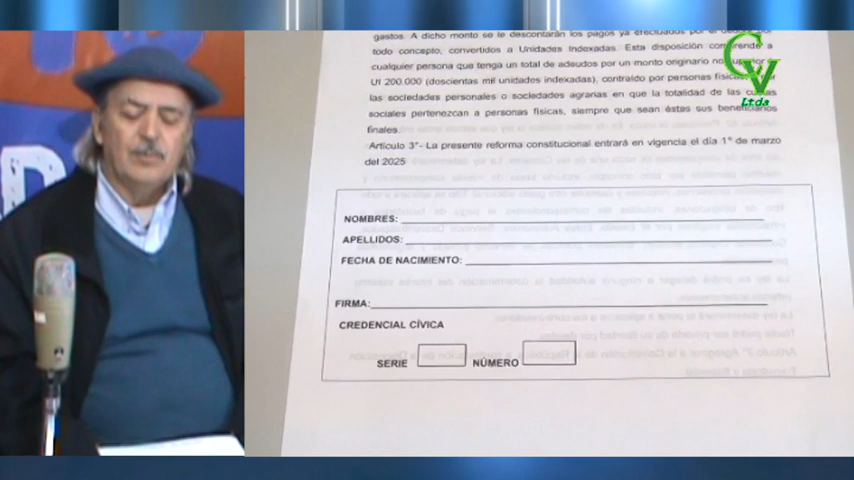 gastos. A dicho monto se le descontarán los pagos ya efectuados por el deudor por
todo concepto, convertidos a Unidades Indexadas. Esta disposición comprende a
cualquier persona que tenga un total de adeudos por un monto originario no superior
UI 200.000 (descientas mil unidades indexadas), contraído por personas físicas,
las sociedades personales o sociedades agrarias en que la totalidad de las cuotas
sociales pertenezcan a personas físicas, siempre que sean éstas sus beneficiarios
finales.
Artículo 3°- La presente reforma constitucional entrará en vigencia el día 1° de marzo
del 2025
NOMBRES:
APELLIDOS:
FECHA DE NACIMIENTO:
FIRMA:
CREDENCIAL CÍVICA
SERIE NÚMERO
CV
Ltda